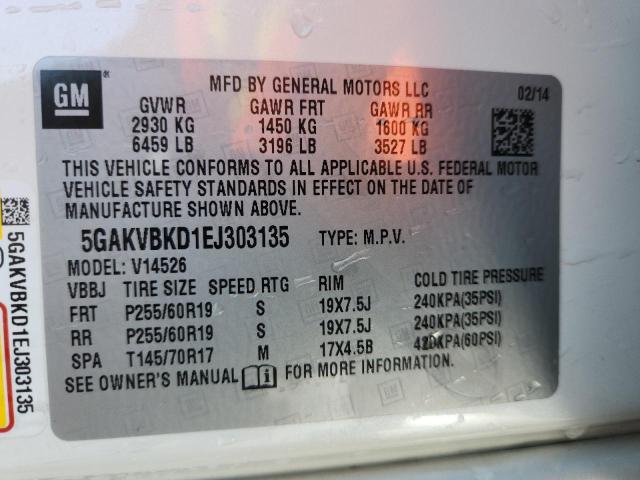 GM
MFD BY GENERAL MOTORS LLC
02/14
GVWR GAWR FRT GAWR RR
2930 KG 1450 KG 1600 KG
6459 LB 3196 LB 3527 LB
THIS VEHICLE CONFORMS TO ALL APPLICABLE U.S. FEDERAL MOTOR
VEHICLE SAFETY STANDARDS IN EFFECT ON THE DATE OF
MANUFACTURE SHOWN ABOVE.
5GAKVBKD1EJ303135 TYPE: M.P.V.
MODEL: V14526
VBBJ TIRE SIZE SPEED RTG RIM COLD TIRE PRESSURE
FRT P255/60R19 S 19X7.5J 240KPA(35PSI)
RR P255/60R19 S 19X7.5J 240KPA(35PSI)
SPA T145/70R17 M 17X4.5B 420KPA(60PSI)
SEE OWNER'S MANUAL FOR MORE INFORMATION.
5GAKVBKD1EJ303135